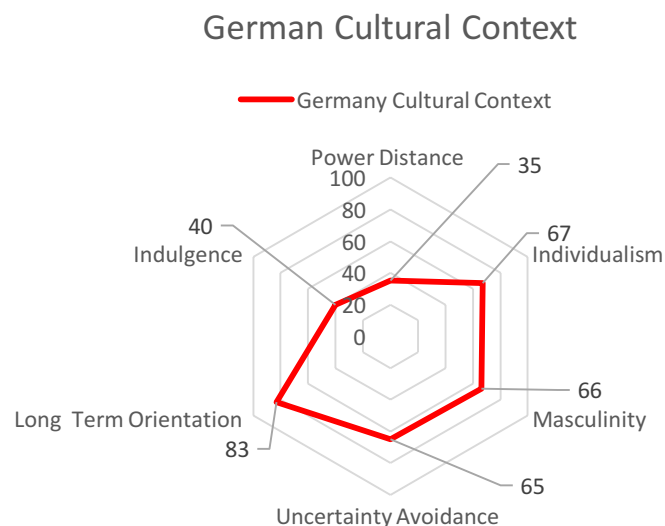 German Cultural Context
Germany Cultural Context
Power Distance
35
100
80
60
40
20
0
40
67
Indulgence
Individualism
Long Term Orientation
Masculinity
66
83
65
Uncertainty Avoidance